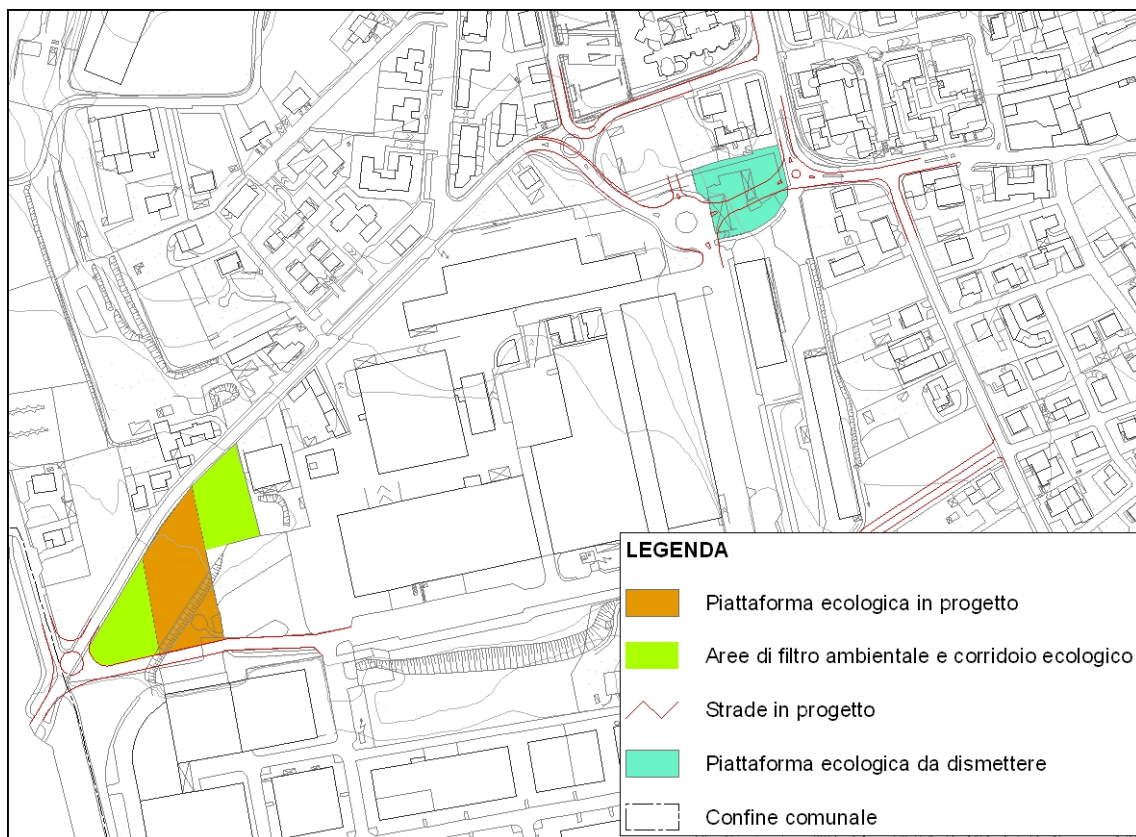 LEGENDA
Piattaforma ecologica in progetto
Aree di filtro ambientale e corridoio ecologico
Strade in progetto
Piattaforma ecologica da dismettere
Confine comunale